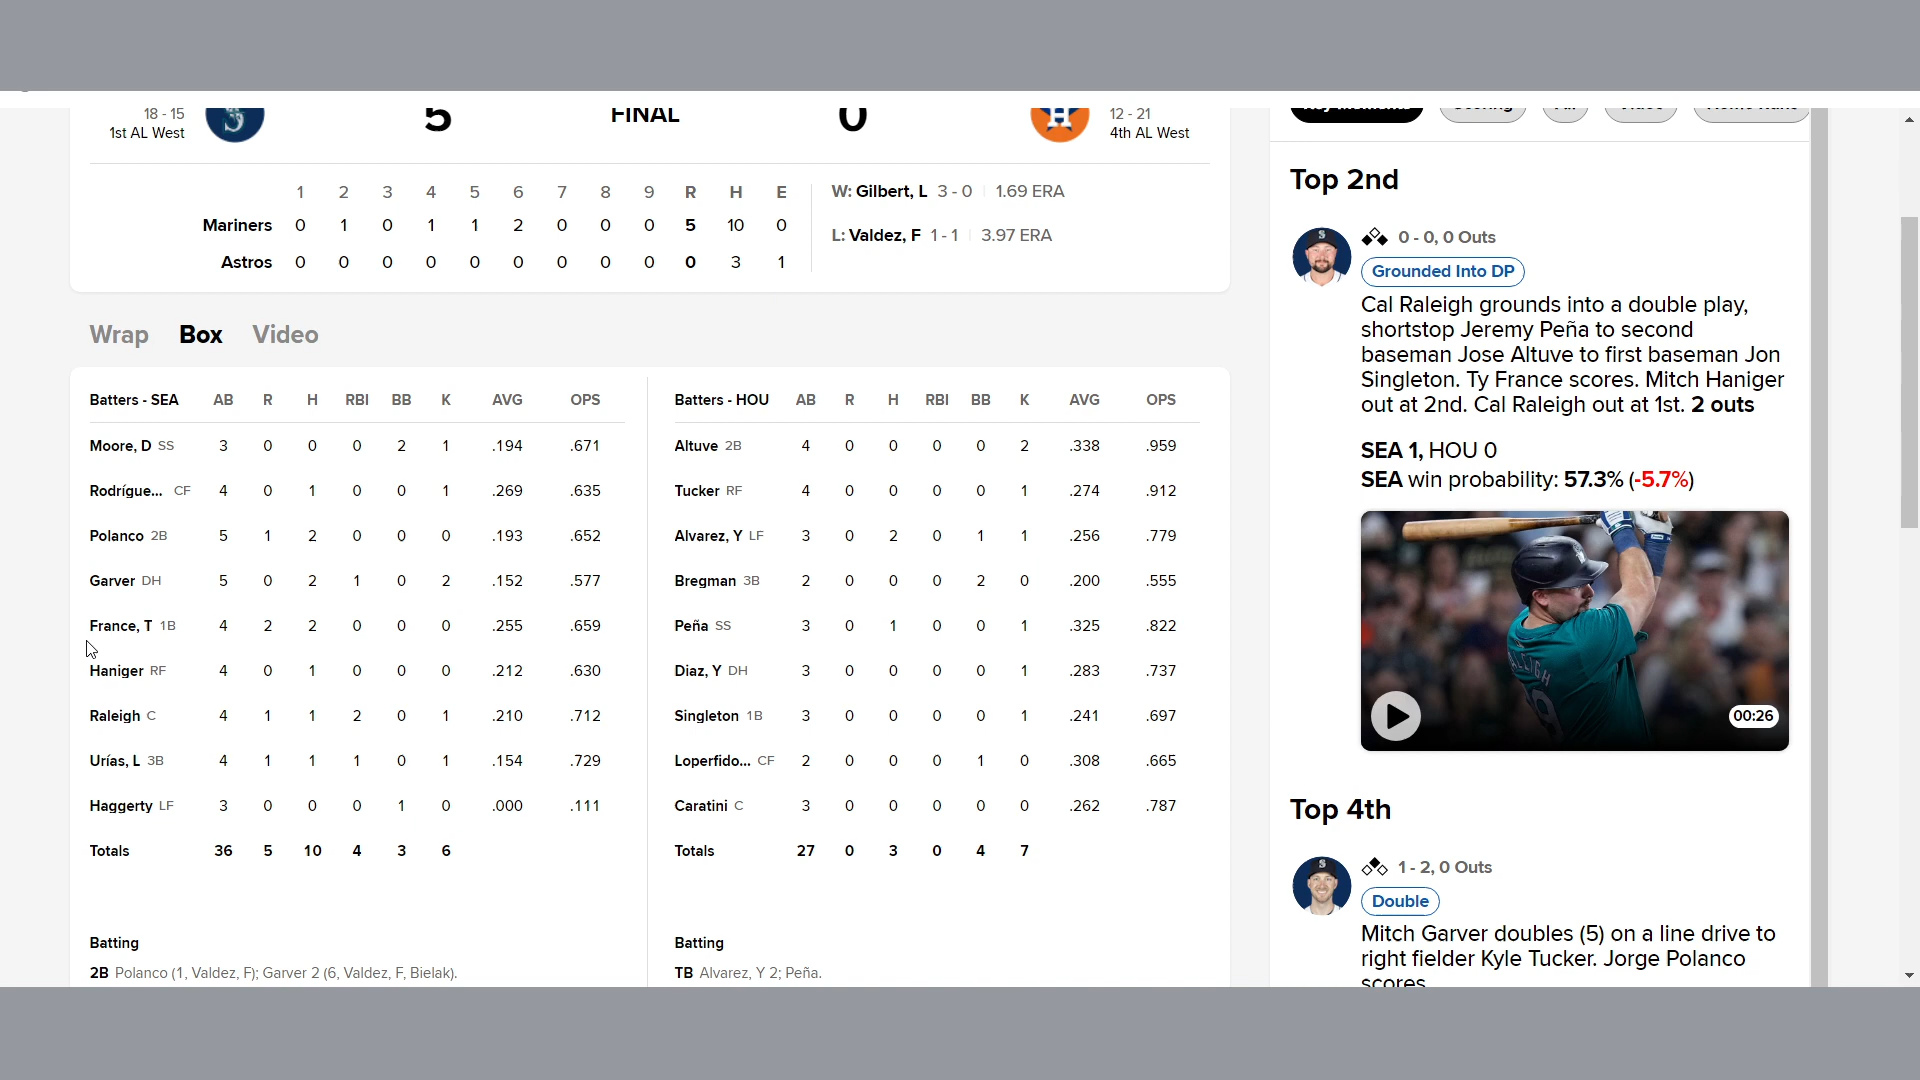 18 - 15
1st AL West
5
FINAL
0
12 - 21
4th AL West
1 2 3 4 5 6 7 8 9 R H E
Mariners 0 1 0 1 1 2 0 0 0 5 10 0
Astros 0 0 0 0 0 0 0 0 0 0 3 1
W: Gilbert, L 3 - 0 1.69 ERA
L: Valdez, F 1 - 1 3.97 ERA
Wrap Box Video
Batters - SEA AB R H RBI BB K AVG OPS
Moore, D SS 3 0 0 0 2 1 .194 .671
Rodrígue... CF 4 0 1 0 0 1 .269 .635
Polanco 2B 5 1 2 0 0 0 .193 .652
Garver DH 5 0 2 1 0 2 .152 .577
France, T 1B 4 2 2 0 0 0 .255 .659
Haniger RF 4 0 1 0 0 0 .212 .630
Raleigh C 4 1 1 2 0 1 .210 .712
Urías, L 3B 4 1 1 1 0 1 .154 .729
Haggerty LF 3 0 0 0 1 0 .000 .111
Totals 36 5 10 4 3 6
Batting
2B Polanco (1, Valdez, F); Garver 2 (6, Valdez, F, Bielak).
Batters - HOU AB R H RBI BB K AVG OPS
Altuve 2B 4 0 0 0 0 2 .338 .959
Tucker RF 4 0 0 0 0 1 .274 .912
Alvarez, Y LF 3 0 2 0 1 1 .256 .779
Bregman 3B 2 0 0 0 2 0 .200 .555
Peña SS 3 0 1 0 0 1 .325 .822
Diaz, Y DH 3 0 0 0 0 1 .283 .737
Singleton 1B 3 0 0 0 0 1 .241 .697
Loperfido... CF 2 0 0 0 1 0 .308 .665
Caratini C 3 0 0 0 0 0 .262 .787
Totals 27 0 3 0 4 7
Batting
TB Alvarez, Y 2; Peña.
Top 2nd
0 - 0, 0 Outs
Grounded Into DP
Cal Raleigh grounds into a double play,
shortstop Jeremy Peña to second
baseman Jose Altuve to first baseman Jon
Singleton. Ty France scores. Mitch Haniger
out at 2nd. Cal Raleigh out at 1st. 2 outs
SEA 1, HOU 0
SEA win probability: 57.3% (-5.7%)
00:26
Top 4th
1 - 2, 0 Outs
Double
Mitch Garver doubles (5) on a line drive to
right fielder Kyle Tucker. Jorge Polanco
scores